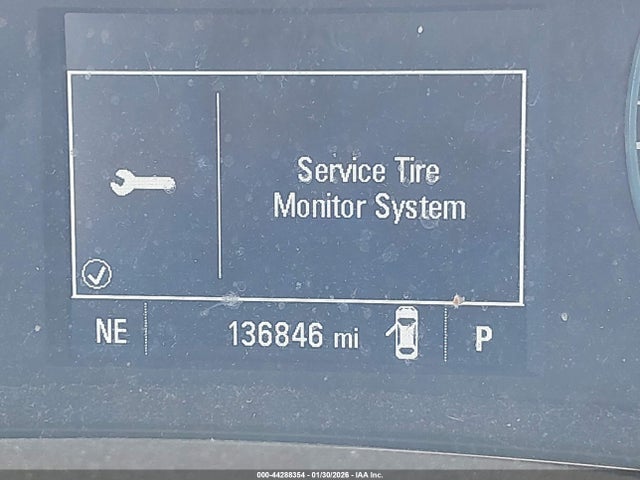 Service Tire
Monitor System
NE 136846 mi P
000-44288354 - 01/30/2026 - IAA Inc.